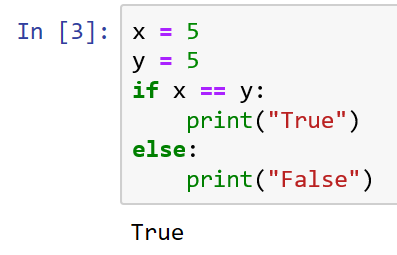 In [3]: x = 5
y = 5
if x == y:
    print("True")
else:
    print("False")
True